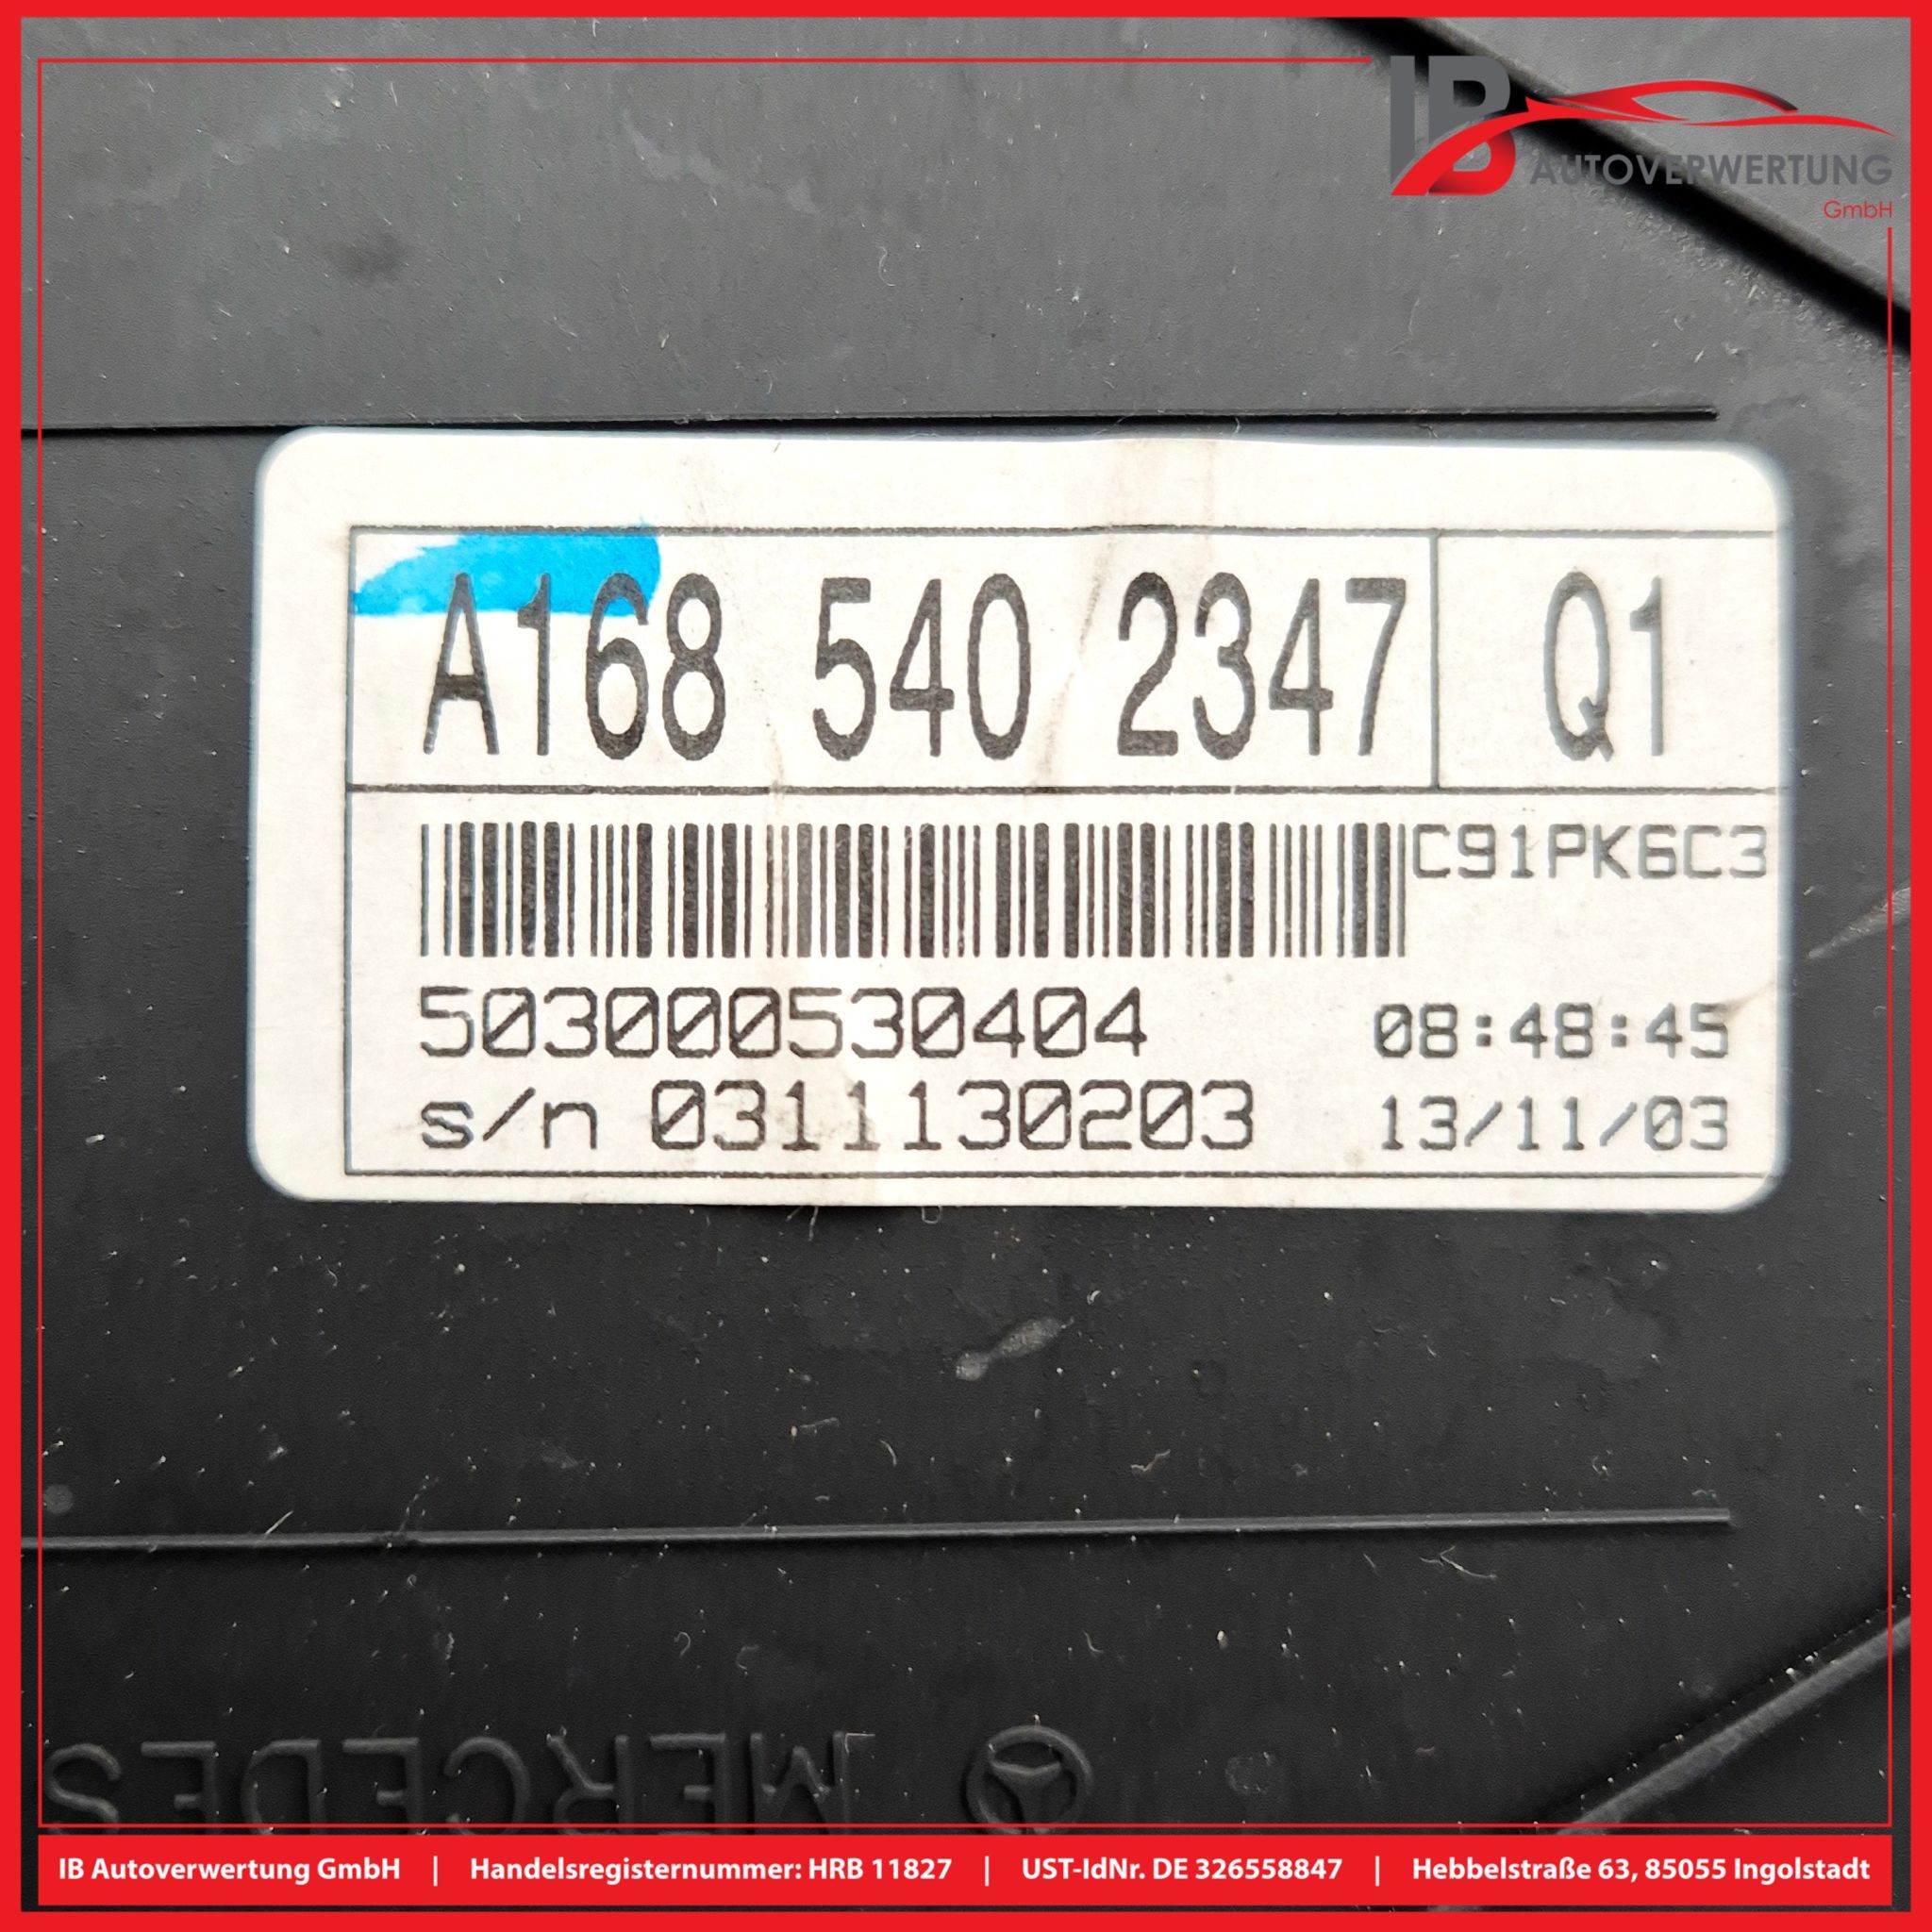 IB
AUTOVERWERTUNG
GmbH
A168 540 2347 Q1
C91PK6C3
503000530404 08:48:45
s/n 0311130203 13/11/03
MERCEDES
IB Autoverwertung GmbH | Handelsregisternummer: HRB 11827 | UST-IdNr. DE 326558847 | Hebbelstraße 63, 85055 Ingolstadt